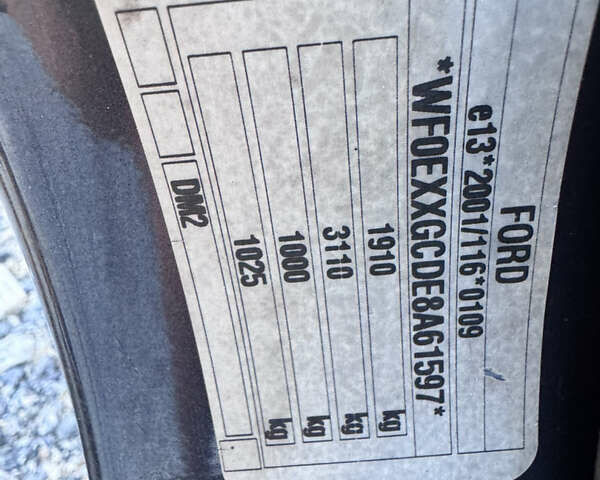 FORD
e13*2001/116*0109
*WF0EXXGCDE8A61597*
1910 kg
3110 kg
1000 kg
1025 kg
DM2